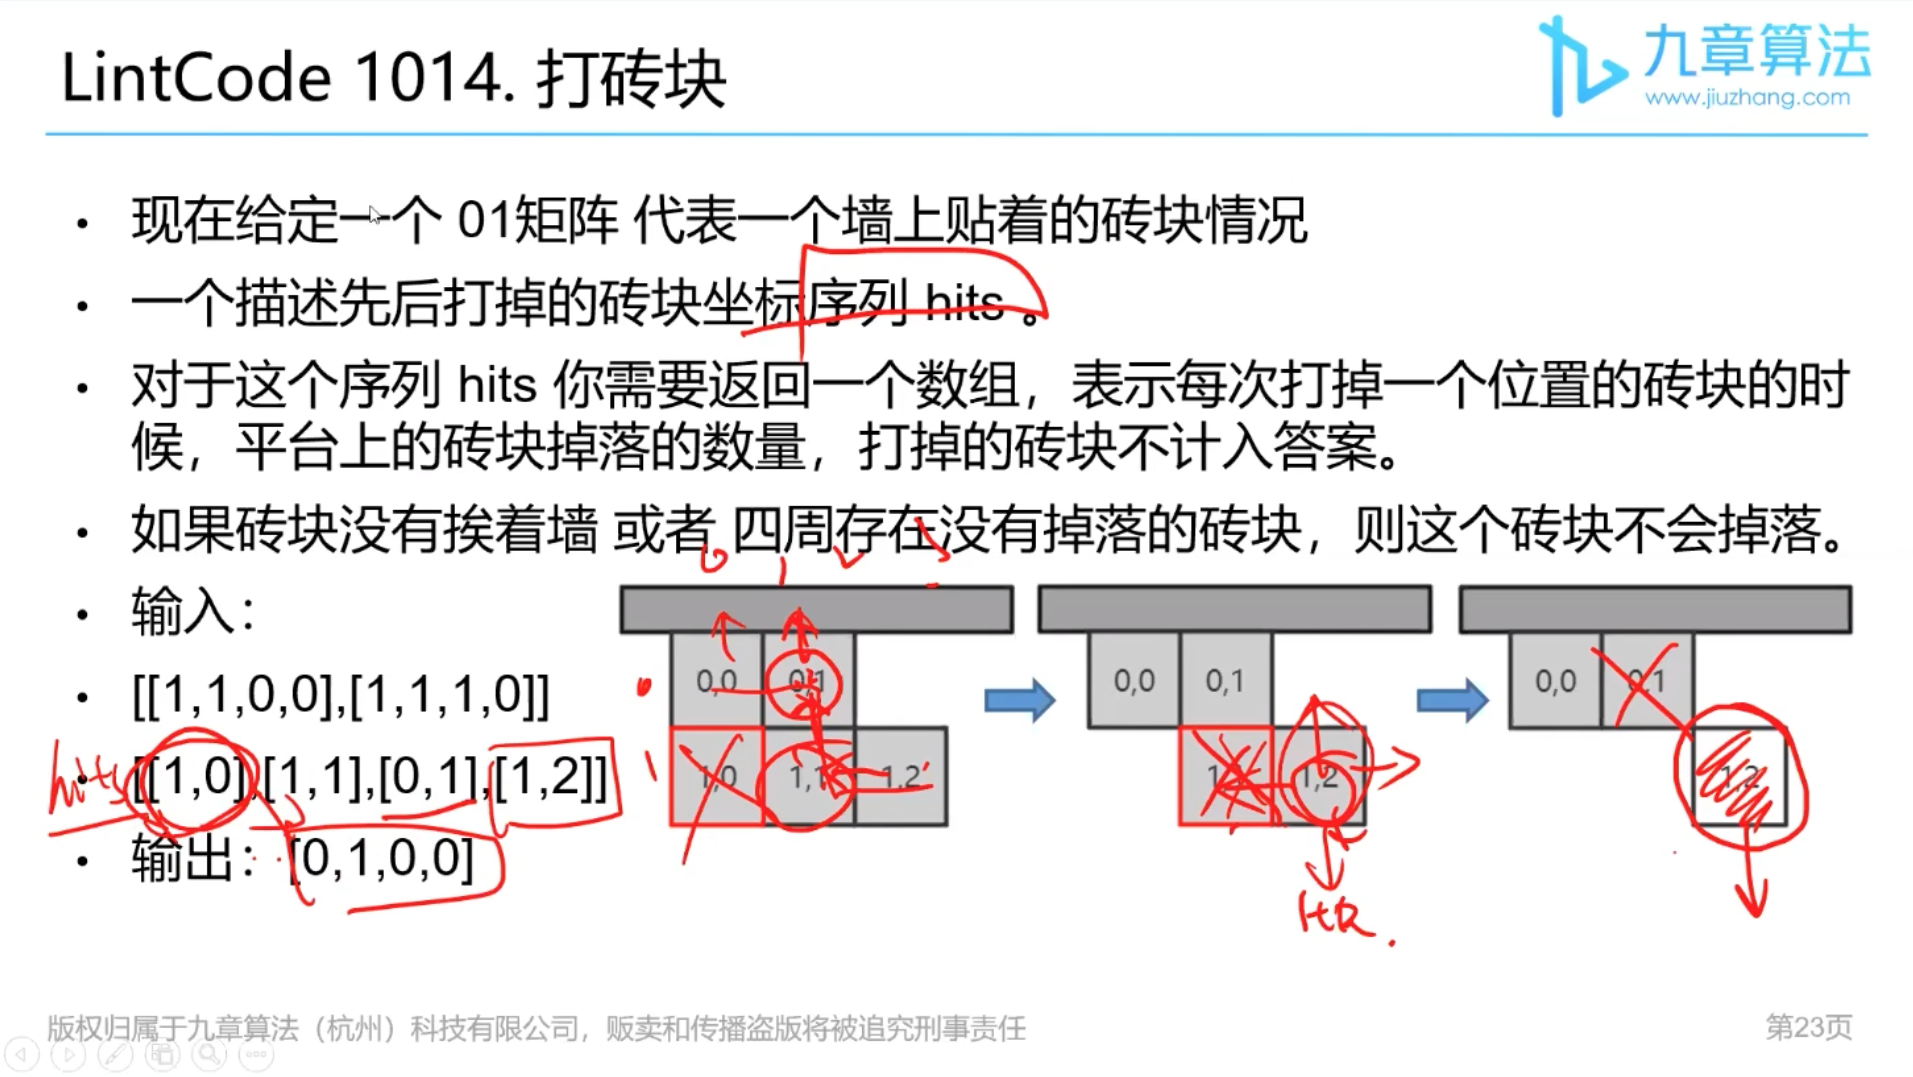 LintCode 1014. 打砖块
九章算法
www.jiuzhang.com
• 现在给定一个 01矩阵 代表一个墙上贴着的砖块情况
• 一个描述先后打掉的砖块坐标序列 hits 。
• 对于这个序列 hits 你需要返回一个数组，表示每次打掉一个位置的砖块的时
候，平台上的砖块掉落的数量，打掉的砖块不计入答案。
• 如果砖块没有挨着墙 或者 四周存在没有掉落的砖块，则这个砖块不会掉落。
0 1 2 3
• 输入：
0
0,0 0,1
0,0 0,1
0,0 0,1
• [[1,1,0,0],[1,1,1,0]]
hits
• [[1,0],[1,1],[0,1],[1,2]]
1
1,0 1,1 1,2
1,2
1,2
• 输出：[0,1,0,0]
版权归属于九章算法（杭州）科技有限公司，贩卖和传播盗版将被追究刑事责任
第23页